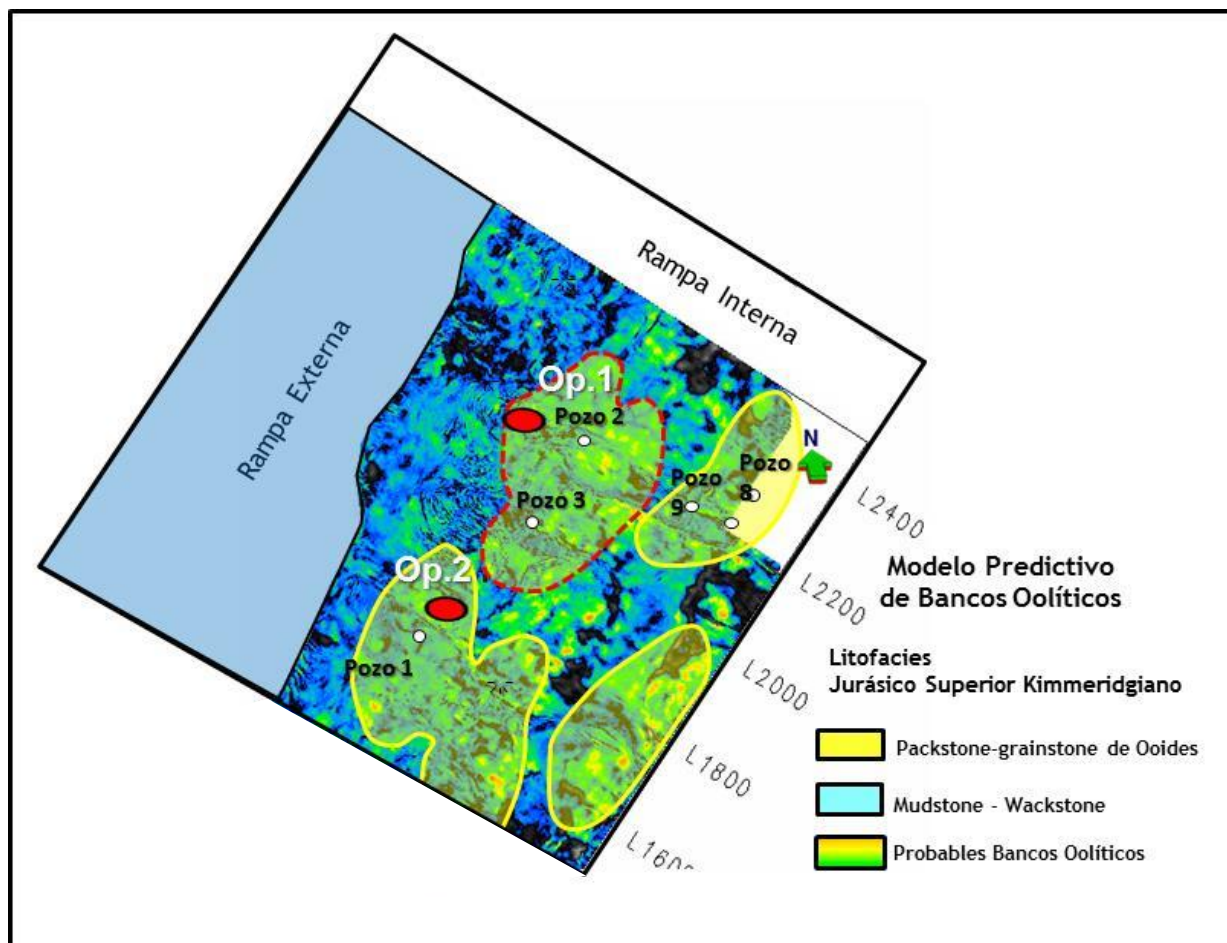 Rampa Interna
Rampa Externa
Op.1
Pozo 2
N
Pozo
8
Pozo
9
Pozo 3
L2400
Op.2
Modelo Predictivo
de Bancos Oolíticos
L2200
Pozo 1
Litofacies
Jurásico Superior Kimmeridgiano
L2000
Packstone-grainstone de Ooides
L1800
Mudstone - Wackstone
L1600
Probables Bancos Oolíticos